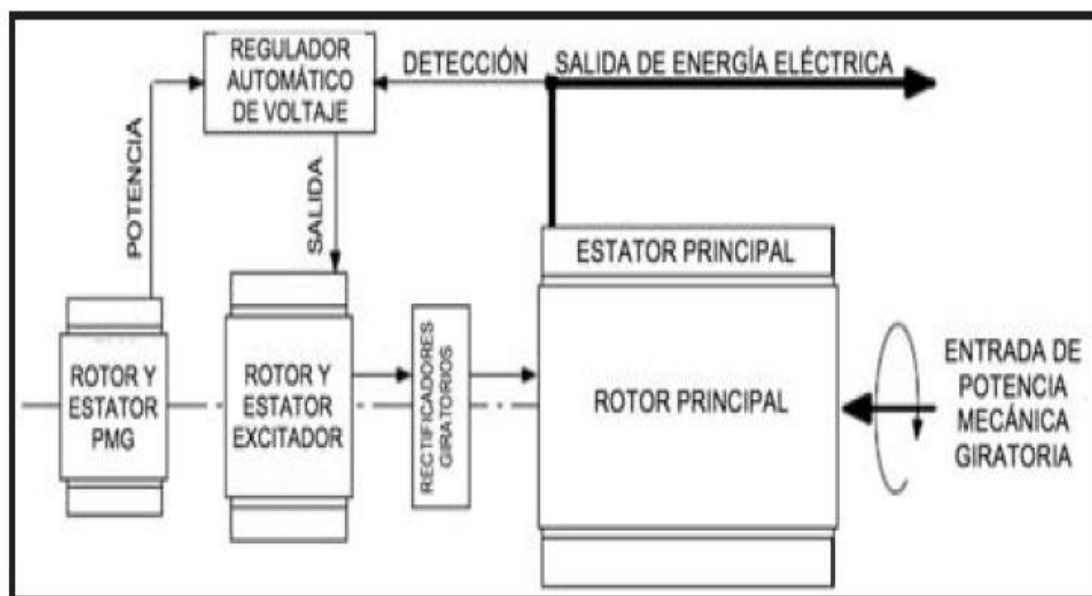 REGULADOR
AUTOMÁTICO
DE VOLTAJE
DETECCIÓN
SALIDA DE ENERGÍA ELÉCTRICA
POTENCIA
SALIDA
ESTATOR PRINCIPAL
ROTOR Y
ESTATOR
PMG
ROTOR Y
ESTATOR
EXCITADOR
RECTIFICADORES
GIRATORIOS
ROTOR PRINCIPAL
ENTRADA DE
POTENCIA
MECÁNICA
GIRATORIA